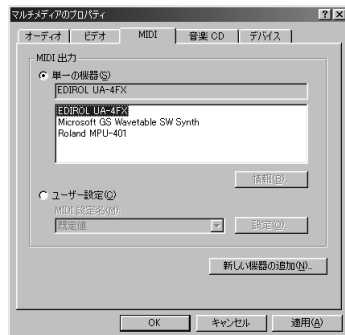 マルチメディアのプロパティ
オーディオ ビデオ MIDI 音楽 CD デバイス
MIDI 出力
単一の機器(S)
EDIROL UA-4FX
EDIROL UA-4FX
Microsoft GS Wavetable SW Synth
Roland MPU-401
情報(B)...
ユーザー設定(C)
MIDI 設定名(M):
既定値 設定(O)...
新しい機器の追加(N)...
OK キャンセル 適用(A)